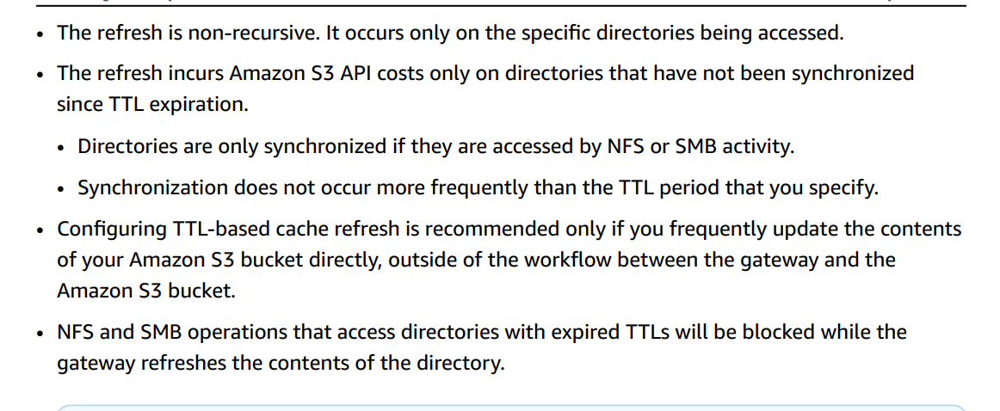 • The refresh is non-recursive. It occurs only on the specific directories being accessed.
• The refresh incurs Amazon S3 API costs only on directories that have not been synchronized
since TTL expiration.
• Directories are only synchronized if they are accessed by NFS or SMB activity.
• Synchronization does not occur more frequently than the TTL period that you specify.
• Configuring TTL-based cache refresh is recommended only if you frequently update the contents
of your Amazon S3 bucket directly, outside of the workflow between the gateway and the
Amazon S3 bucket.
• NFS and SMB operations that access directories with expired TTLs will be blocked while the
gateway refreshes the contents of the directory.